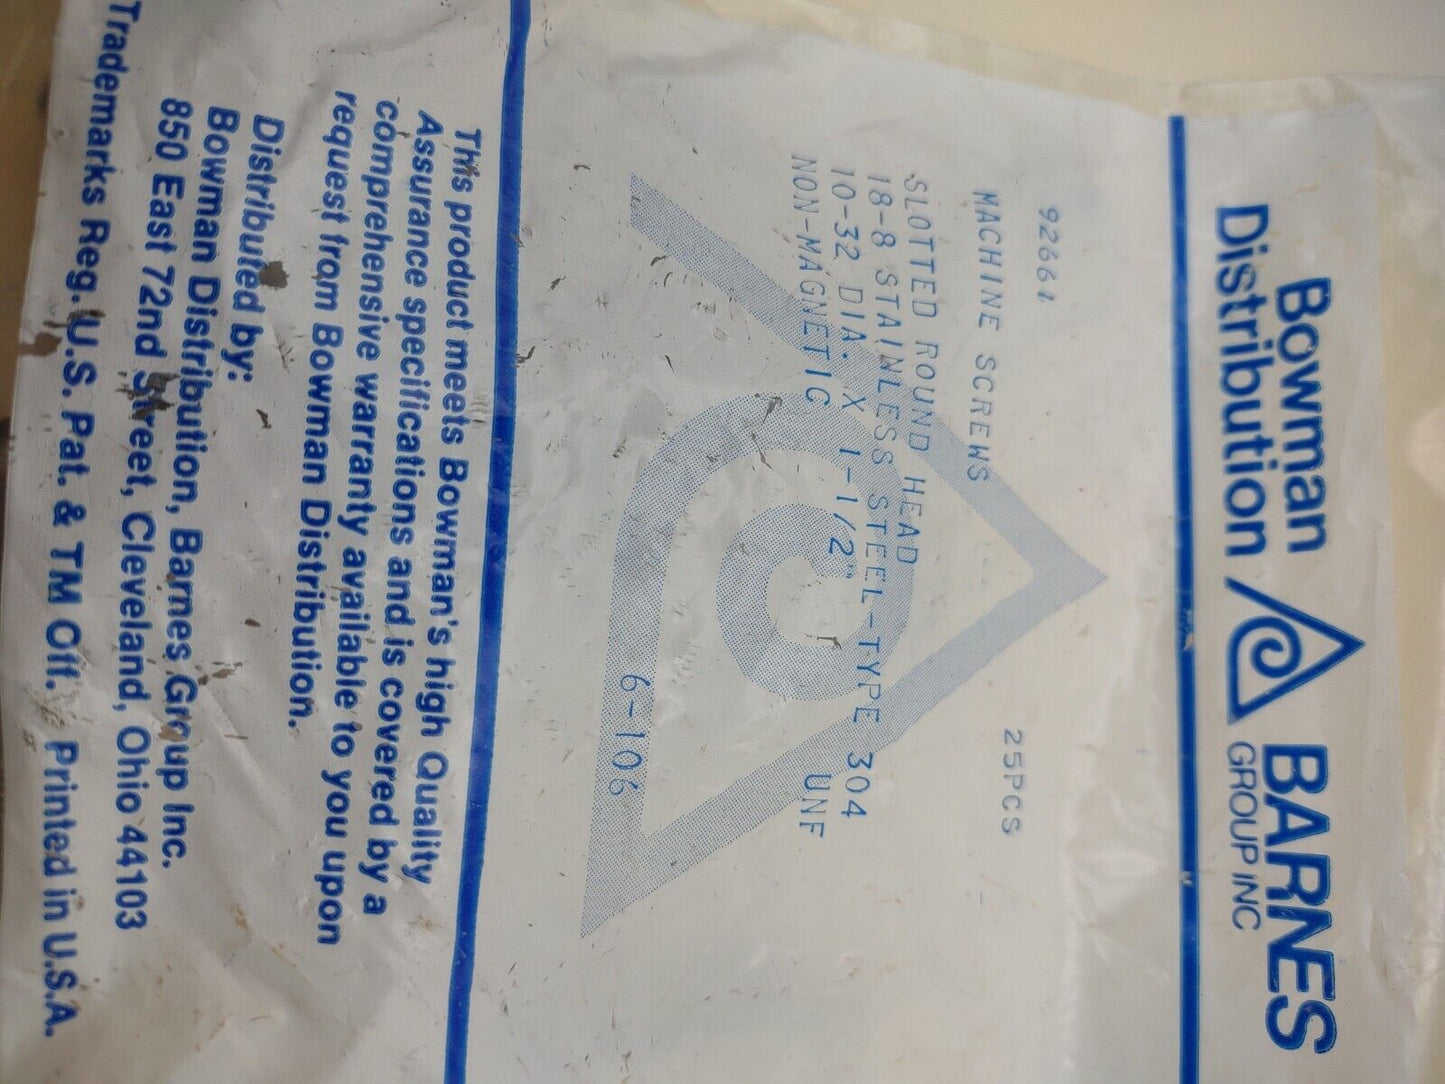 Bowman
Distribution
BARNES
GROUP INC
92661
25PCS
MACHINE SCREWS
SLOTTED ROUND HEAD
18-8 STAINLESS STEEL-TYPE 304
10-32 DIA. X 1-1/2" UNF
NON-MAGNETIC
6-106
This product meets Bowman's high Quality
Assurance specifications and is covered by a
comprehensive warranty available to you upon
request from Bowman Distribution.
Distributed by:
Bowman Distribution, Barnes Group Inc.
850 East 72nd Street, Cleveland, Ohio 44103
Trademarks Reg. U.S. Pat. & TM Off. Printed in U.S.A.